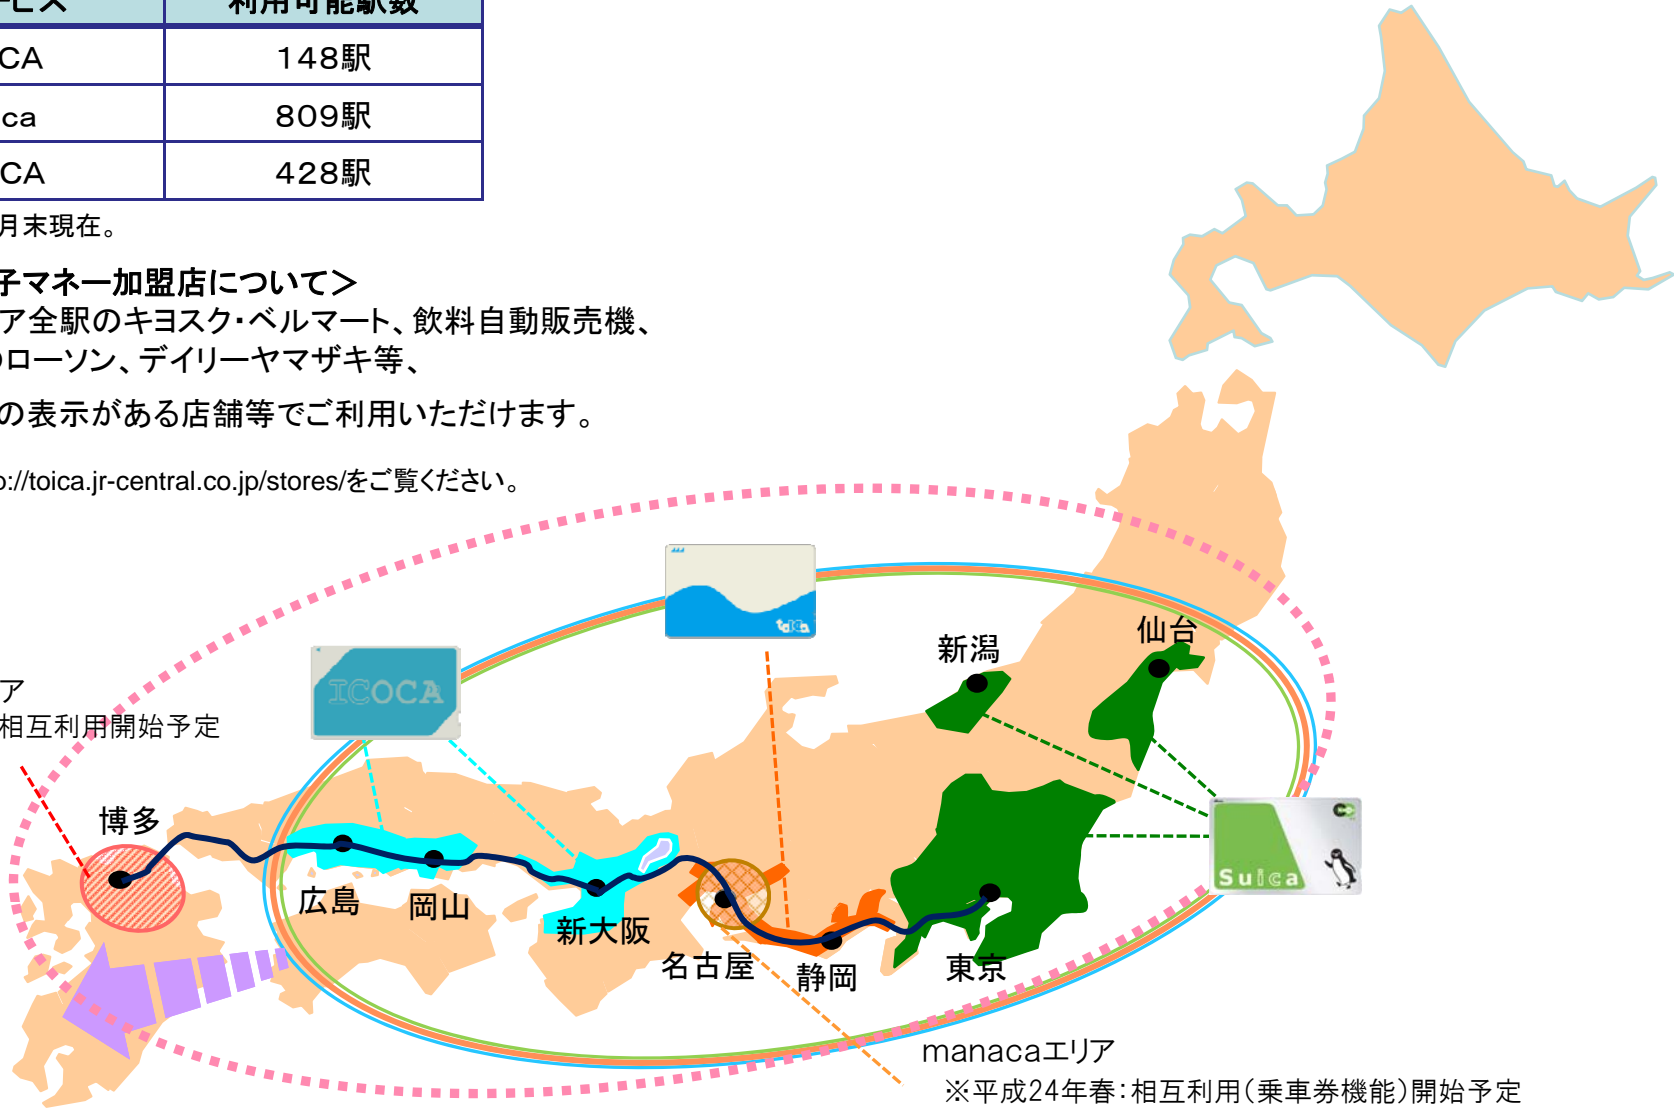 ービス 利用可能駅数
CA 148駅
ca 809駅
CA 428駅
月末現在。
子マネー加盟店について＞
ア全駅のキヨスク・ベルマート、飲料自動販売機、
のローソン、デイリーヤマザキ等、
の表示がある店舗等でご利用いただけます。
p://toica.jr-central.co.jp/stores/をご覧ください。
toica
仙台
新潟
ICOCA
ア
相互利用開始予定
博多
Suica
広島
岡山
新大阪
名古屋
静岡
東京
manacaエリア
※平成24年春：相互利用（乗車券機能）開始予定